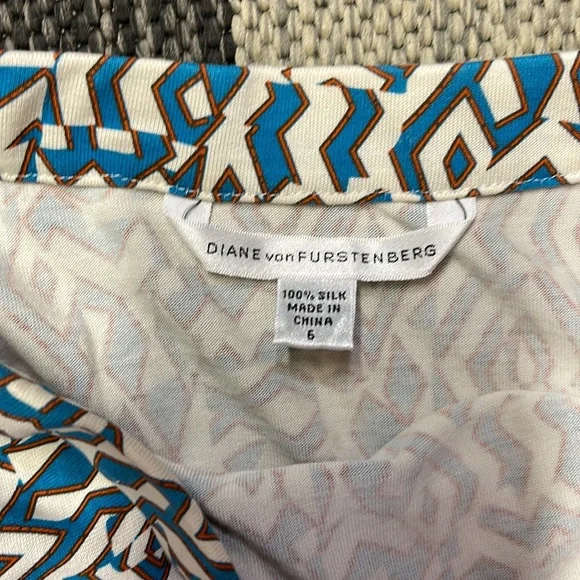 DIANE von FURSTENBERG
100% SILK
MADE IN
CHINA
6